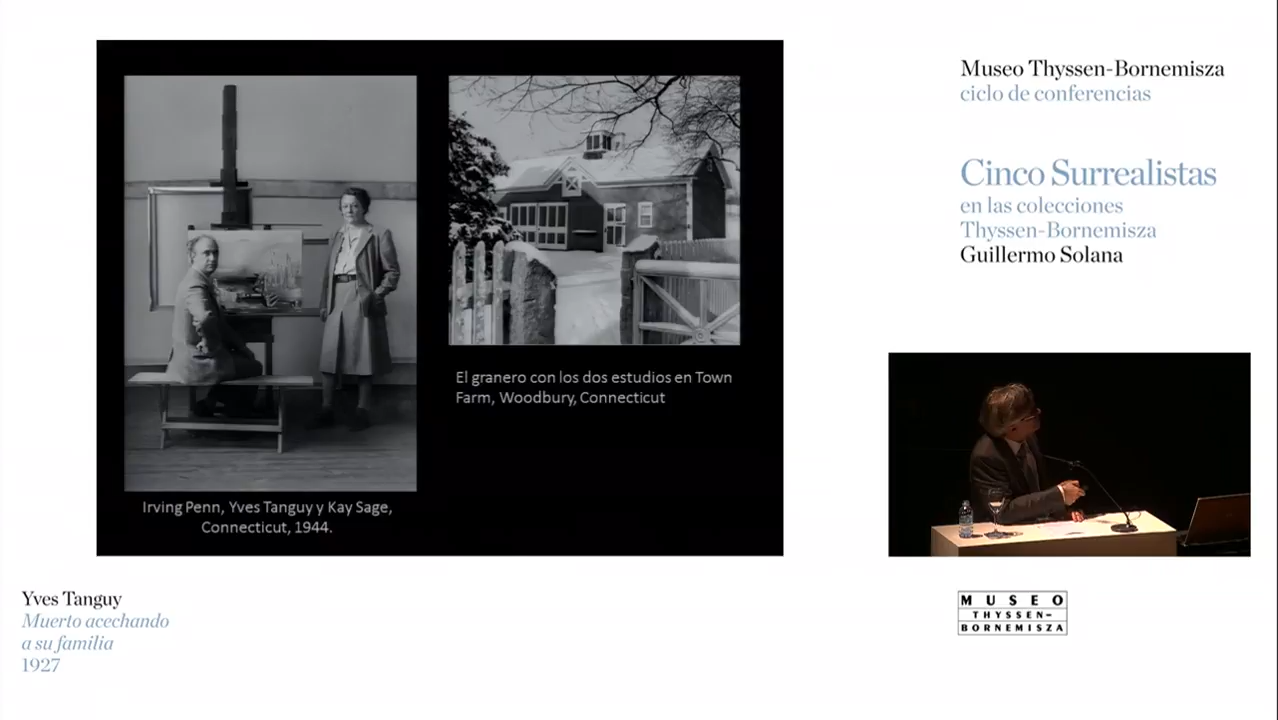 El granero con los dos estudios en Town
Farm, Woodbury, Connecticut
Irving Penn, Yves Tanguy y Kay Sage,
Connecticut, 1944.
Museo Thyssen-Bornemisza
ciclo de conferencias
Cinco Surrealistas
en las colecciones
Thyssen-Bornemisza
Guillermo Solana
Yves Tanguy
Muerto acechando
a su familia
1927
MUSEO
THYSSEN-
BORNEMISZA